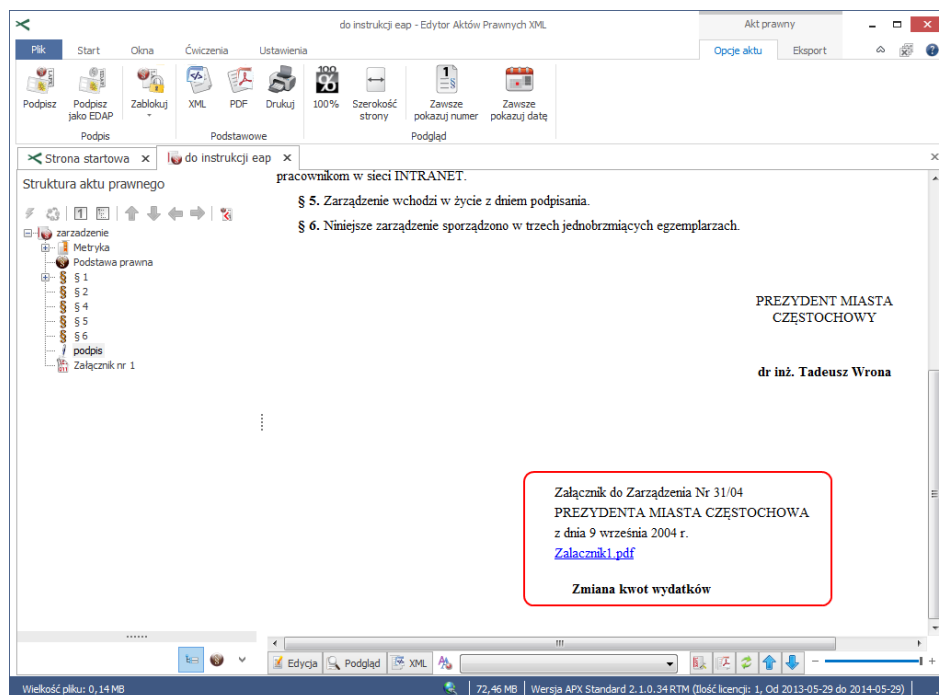 do instrukcji eap - Edytor Aktów Prawnych XML
Akt prawny
Plik Start Okna Ćwiczenia Ustawienia Opcje aktu Eksport
Podpisz Podpisz jako EDAP Zablokuj XML PDF Drukuj 100% 100% Szerokość strony Zawsze pokazuj numer Zawsze pokazuj datę
Podpis Podstawowe Podgląd
Strona startowa x do instrukcji eap x
Struktura aktu prawnego
zarzadzenie
Metryka
Podstawa prawna
§ 1
§ 2
§ 4
§ 5
§ 6
podpis
Załącznik nr 1
pracownikom w sieci INTRANET.
§ 5. Zarządzenie wchodzi w życie z dniem podpisania.
§ 6. Niniejsze zarządzenie sporządzono w trzech jednobrzmiących egzemplarzach.
PREZYDENT MIASTA
CZĘSTOCHOWY
dr inż. Tadeusz Wrona
Załącznik do Zarządzenia Nr 31/04
PREZYDENTA MIASTA CZĘSTOCHOWA
z dnia 9 września 2004 r.
Zalacznik1.pdf
Zmiana kwot wydatków
Edycja Podgląd XML
Wielkość pliku: 0,14 MB 72,46 MB Wersja APX Standard 2.1.0.34 RTM (Ilość licencji: 1, Od 2013-05-29 do 2014-05-29)